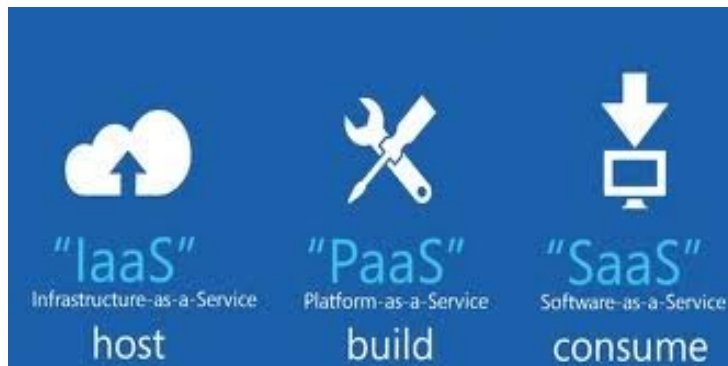 "IaaS"
Infrastructure-as-a-Service
host
"PaaS"
Platform-as-a-Service
build
"SaaS"
Software-as-a-Service
consume